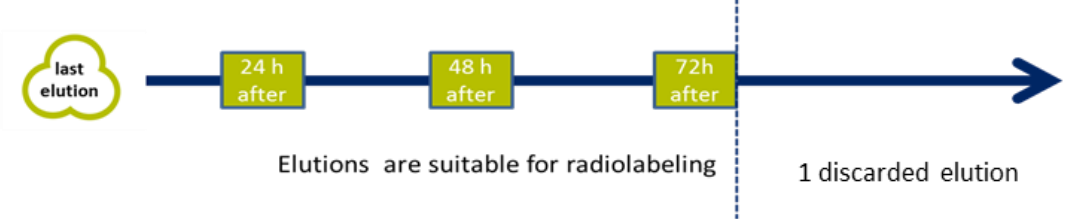 last
elution
24 h
after
48 h
after
72h
after
Elutions are suitable for radiolabeling
1 discarded elution